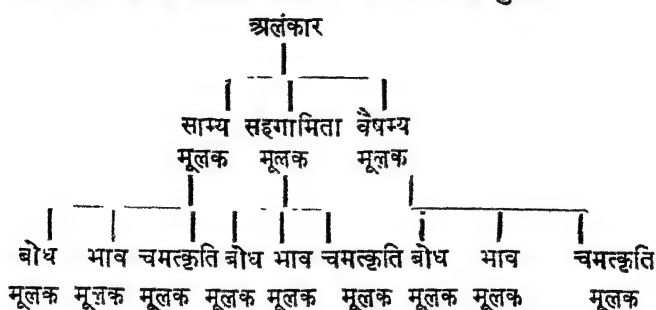 अलंकार
साम्य सहगामिता वैषम्य
मूलक मूलक मूलक
बोध भाव चमत्कृति बोध भाव चमत्कृति बोध भाव चमत्कृति
मूलक मूलक मूलक मूलक मूलक मूलक मूलक मूलक मूलक